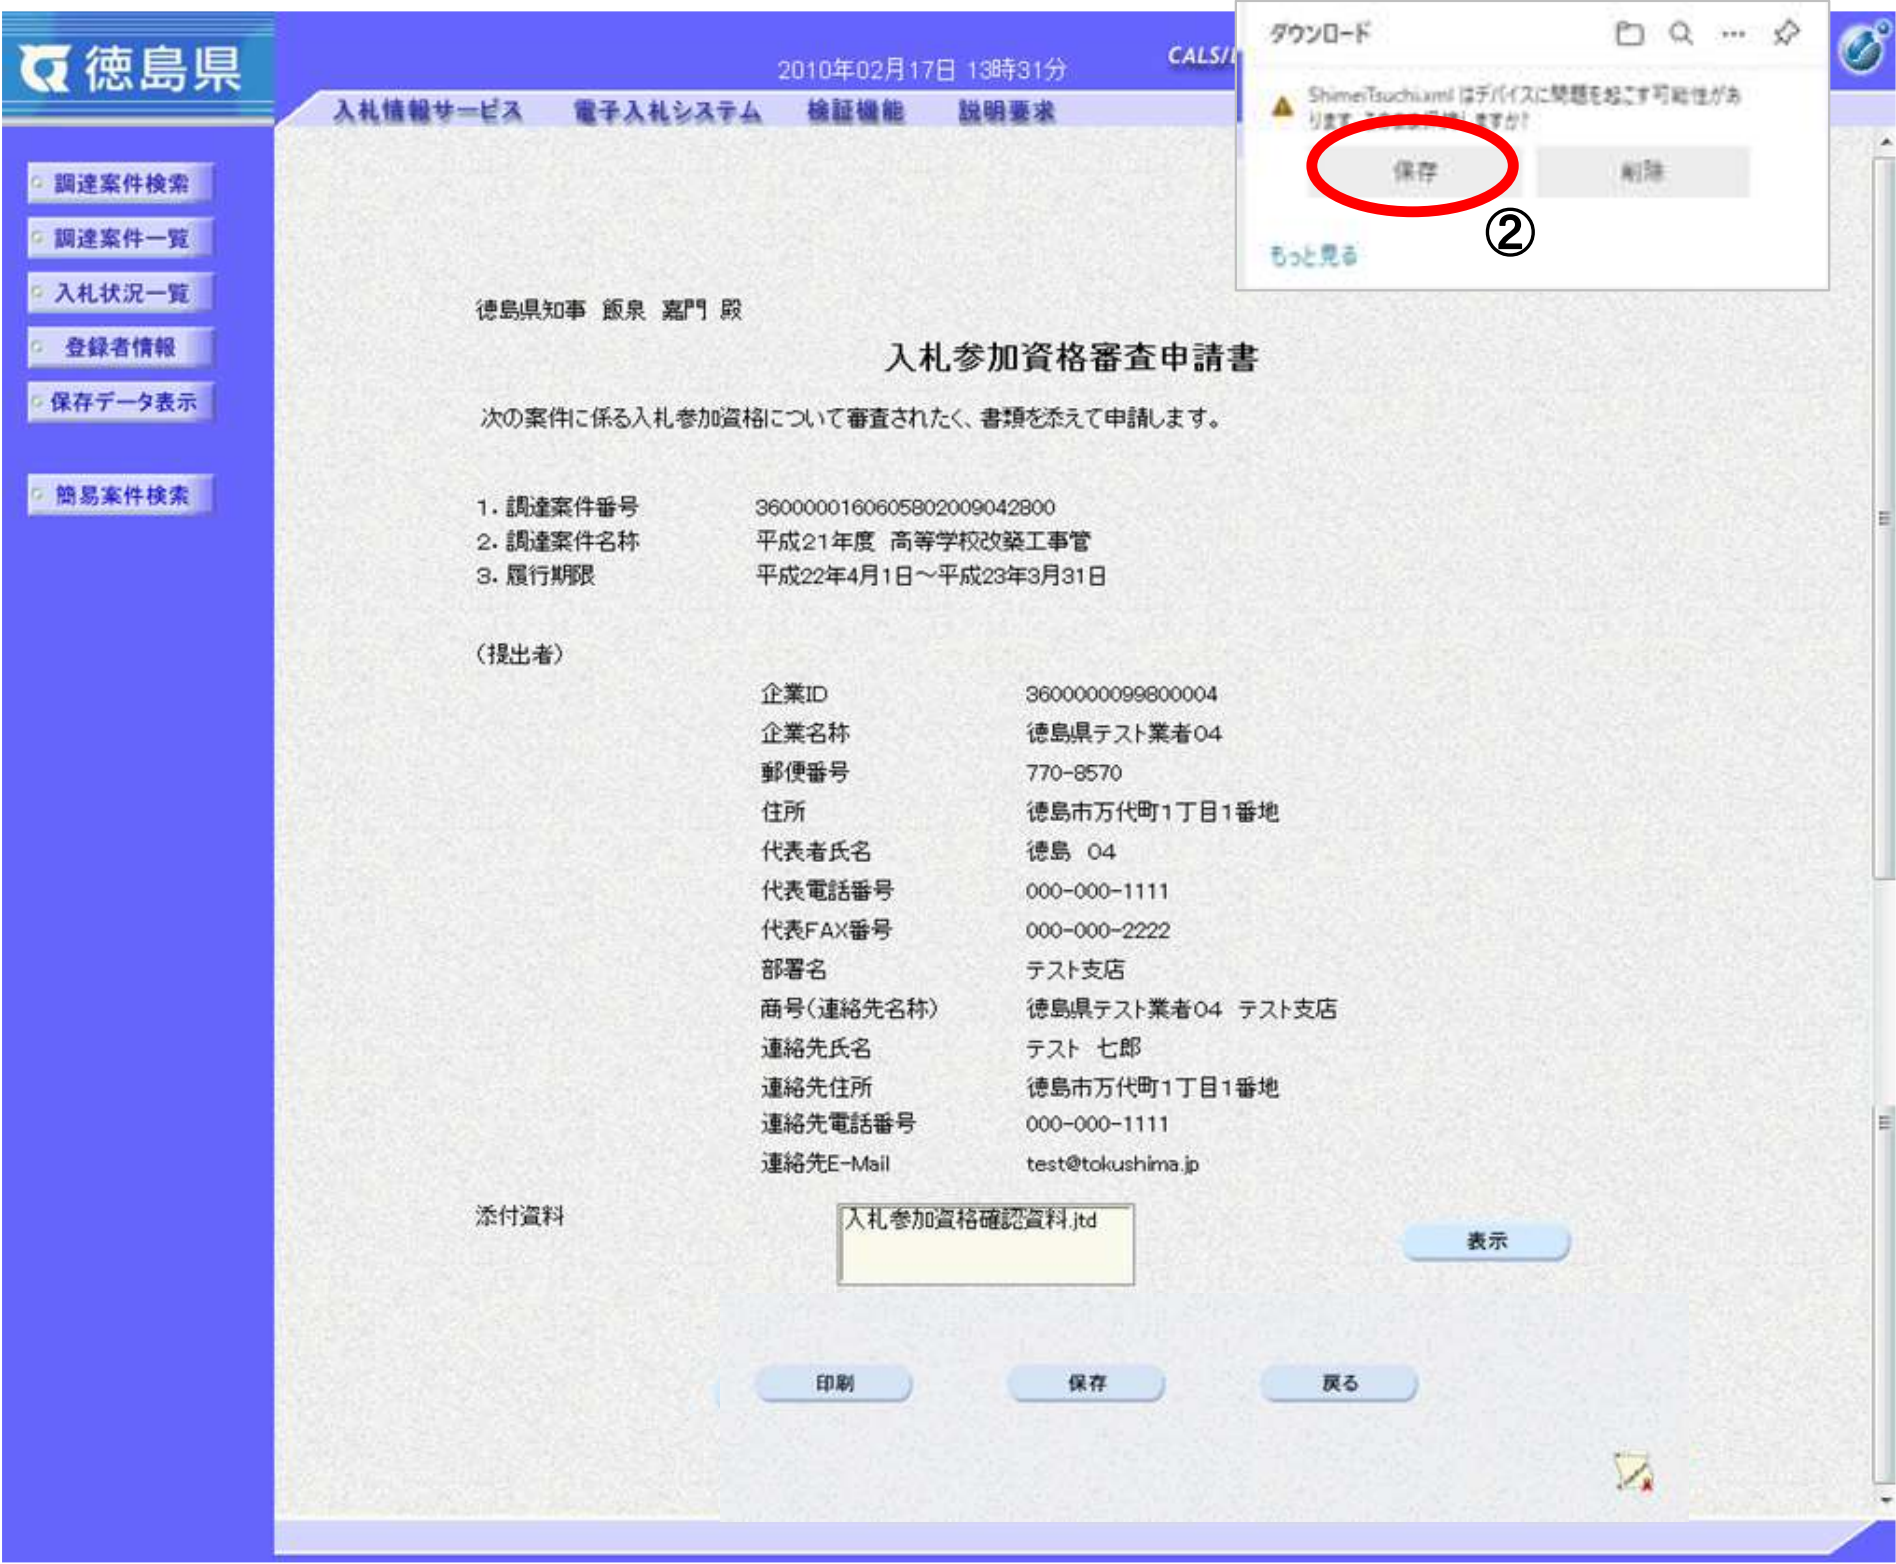 徳島県
2010年02月17日 13時31分
CALS/
入札情報サービス 電子入札システム 検証機能 説明要求
ダウンロード
ShimeiTsuchi.xml はデバイスに問題を起こす可能性があ
ります
ますか?
保存 削除
②
もっと見る
調達案件検索
調達案件一覧
入札状況一覧
登録者情報
保存データ表示
簡易案件検索
徳島県知事 飯泉 嘉門 殿
入札参加資格審査申請書
次の案件に係る入札参加資格について審査されたく、書類を添えて申請します。
1. 調達案件番号 3600000160605802009042800
2. 調達案件名称 平成21年度 高等学校改築工事管
3. 履行期限 平成22年4月1日～平成23年3月31日
(提出者)
企業ID 3600000099800004
企業名称 徳島県テスト業者04
郵便番号 770-8570
住所 徳島市万代町1丁目1番地
代表者氏名 徳島 04
代表電話番号 000-000-1111
代表FAX番号 000-000-2222
部署名 テスト支店
商号(連絡先名称) 徳島県テスト業者04 テスト支店
連絡先氏名 テスト 七郎
連絡先住所 徳島市万代町1丁目1番地
連絡先電話番号 000-000-1111
連絡先E-Mail test@tokushima.jp
添付資料 入札参加資格確認資料.jtd
表示
印刷 保存 戻る